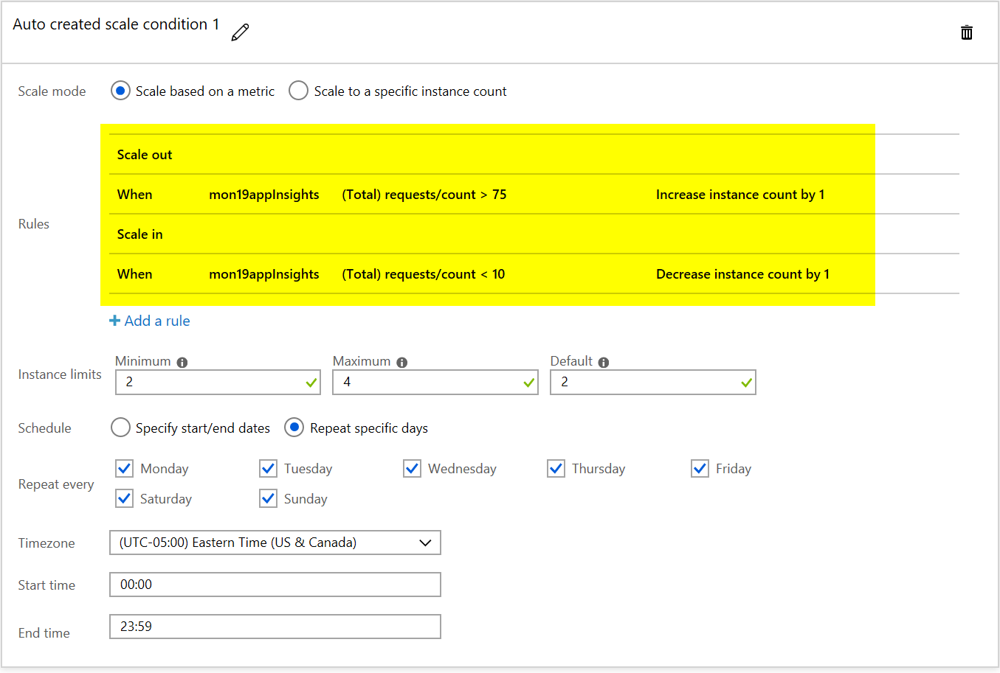 Auto created scale condition 1
Scale mode Scale based on a metric Scale to a specific instance count
Rules
Scale out
When mon19appInsights (Total) requests/count > 75 Increase instance count by 1
Scale in
When mon19appInsights (Total) requests/count < 10 Decrease instance count by 1
+ Add a rule
Instance limits
Minimum Maximum Default
2 4 2
Schedule Specify start/end dates Repeat specific days
Repeat every
Monday Tuesday Wednesday Thursday Friday
Saturday Sunday
Timezone (UTC-05:00) Eastern Time (US & Canada)
Start time 00:00
End time 23:59